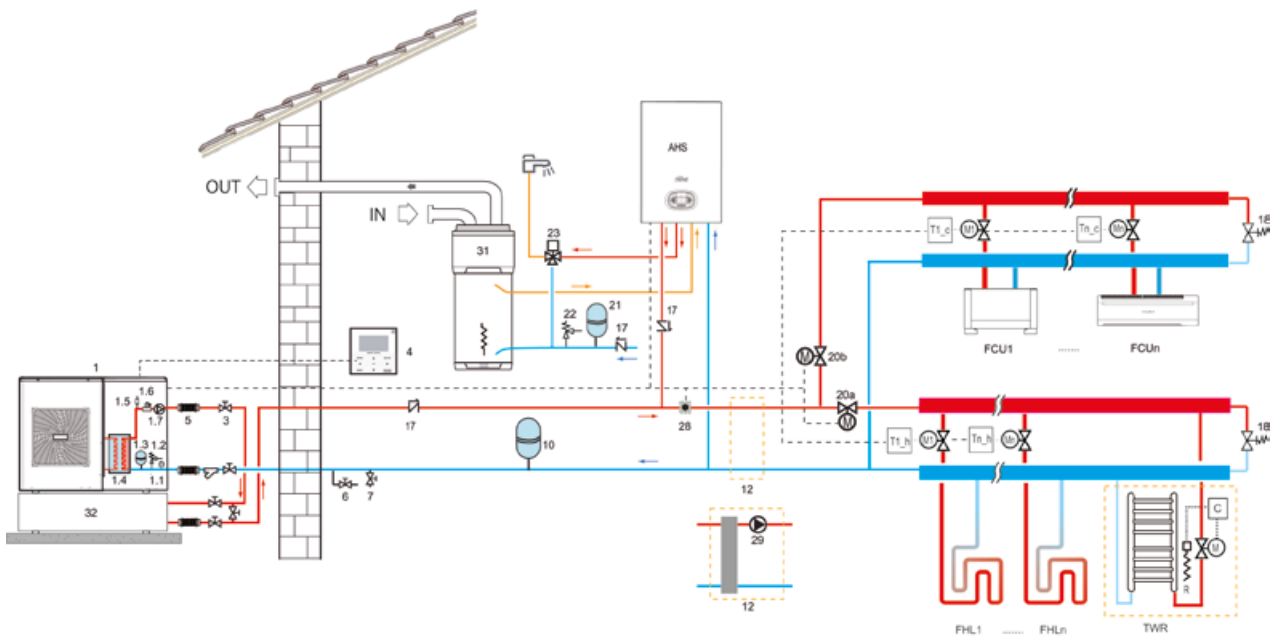 AHS
OUT
IN
31
23
22
21
17
17
4
1
1.6
1.5
1.7
5
3
1.3
1.2
1.4
1.1
32
17
6
7
10
28
12
29
12
20b
20a
T1_c
M1
Tn_c
Mn
18
FCU1
FCUn
M
M
T1_h
M1
Tn_h
Mn
18
C
M
R
FHL1
FHLn
TWR